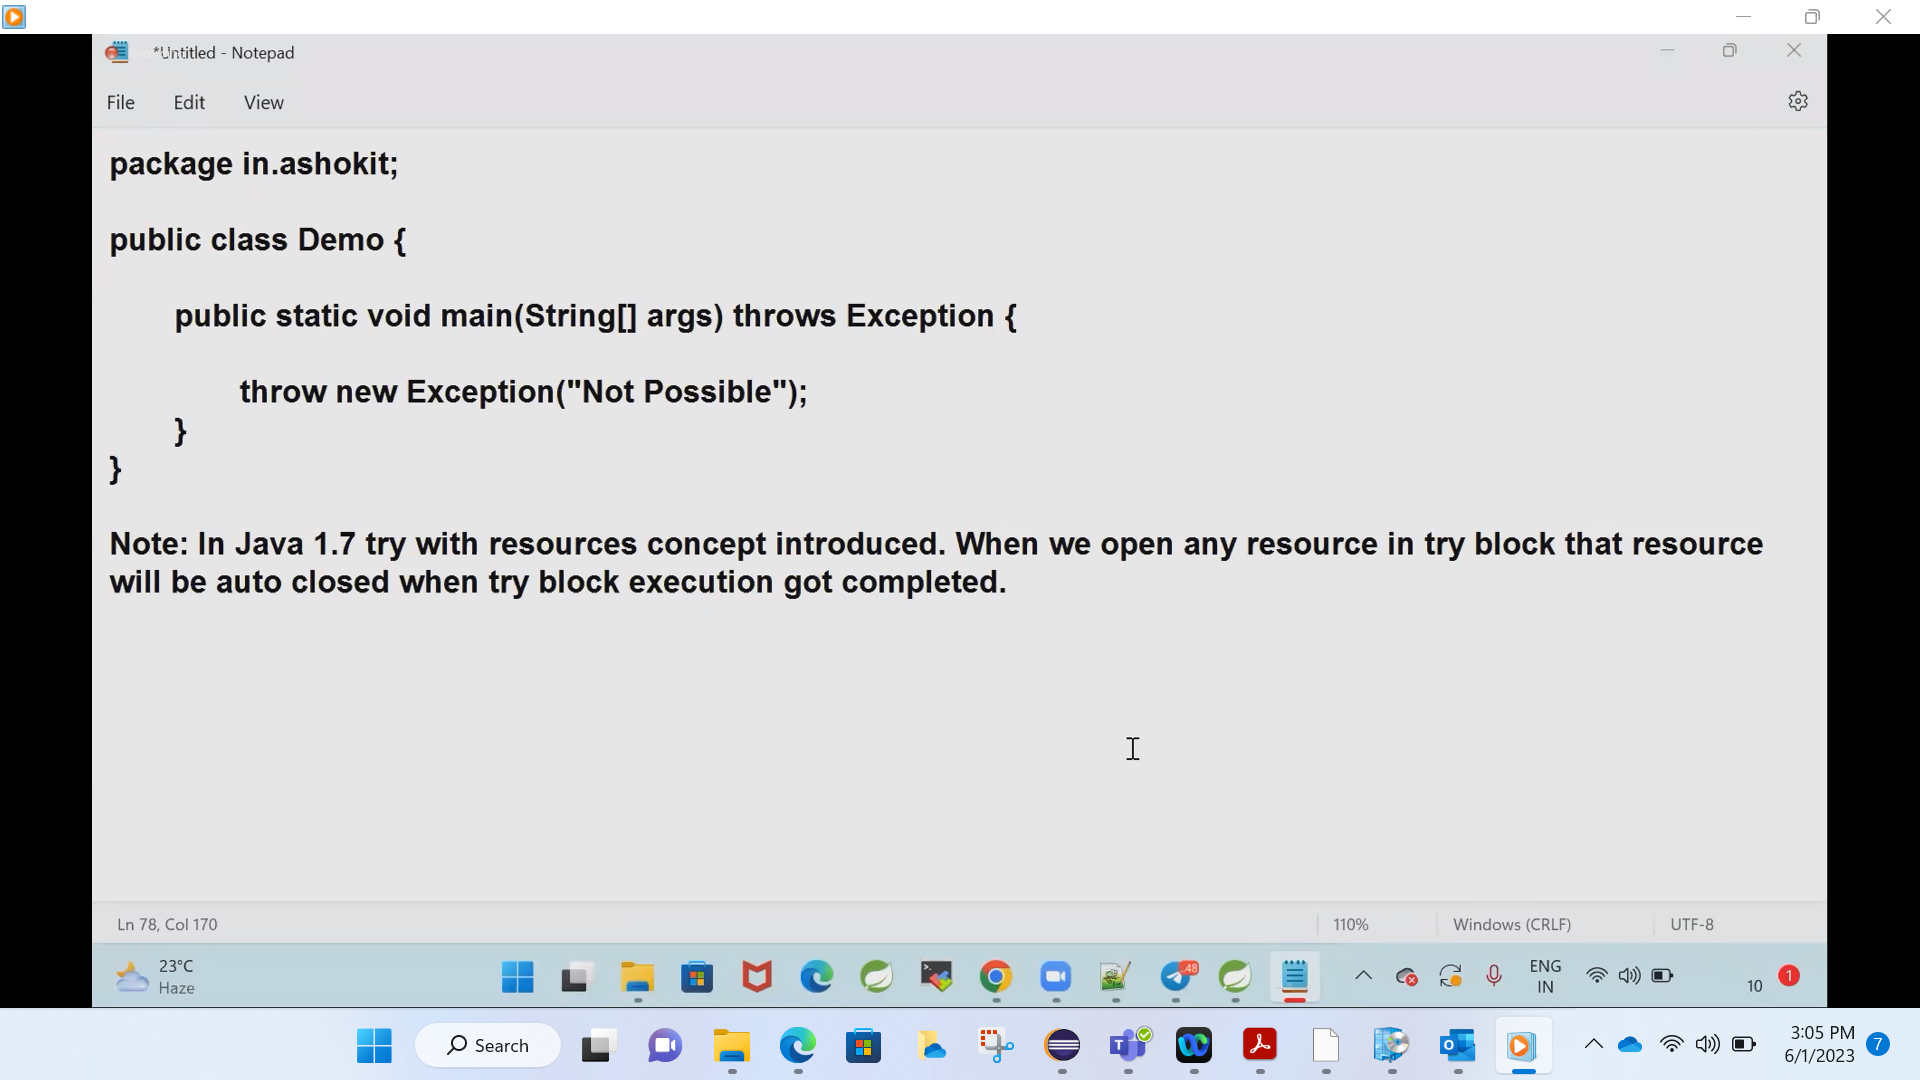 *Untitled - Notepad
File Edit View
package in.ashokit;
public class Demo {
public static void main(String[] args) throws Exception {
throw new Exception("Not Possible");
}
}
Note: In Java 1.7 try with resources concept introduced. When we open any resource in try block that resource
will be auto closed when try block execution got completed.
Ln 78, Col 170 110% Windows (CRLF) UTF-8
23°C
Haze
48
ENG
IN
10 1
Search
3:05 PM
6/1/2023
7